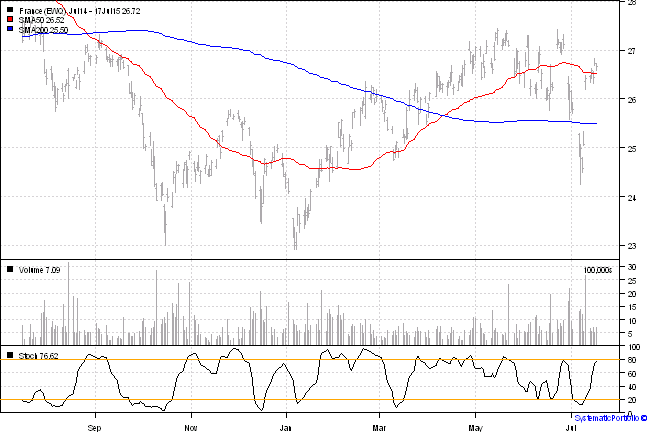 France (EWQ), Jul14 - 17Jul15 26.72
SMA50 26.52
SMA200 25.50
28
27
26
25
24
23
Volume 7.09
100,000s
30
25
20
15
10
5
Stoch 76.62
100
80
60
40
20
0
Sep
Nov
Jan
Mar
May
Jul
SystematicPortfolio ©